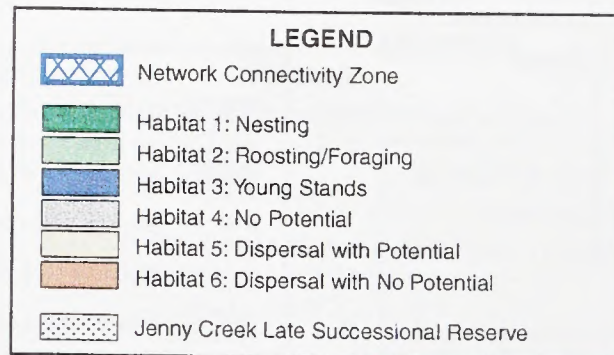 LEGEND
Network Connectivity Zone
Habitat 1: Nesting
Habitat 2: Roosting/Foraging
Habitat 3: Young Stands
Habitat 4: No Potential
Habitat 5: Dispersal with Potential
Habitat 6: Dispersal with No Potential
Jenny Creek Late Successional Reserve